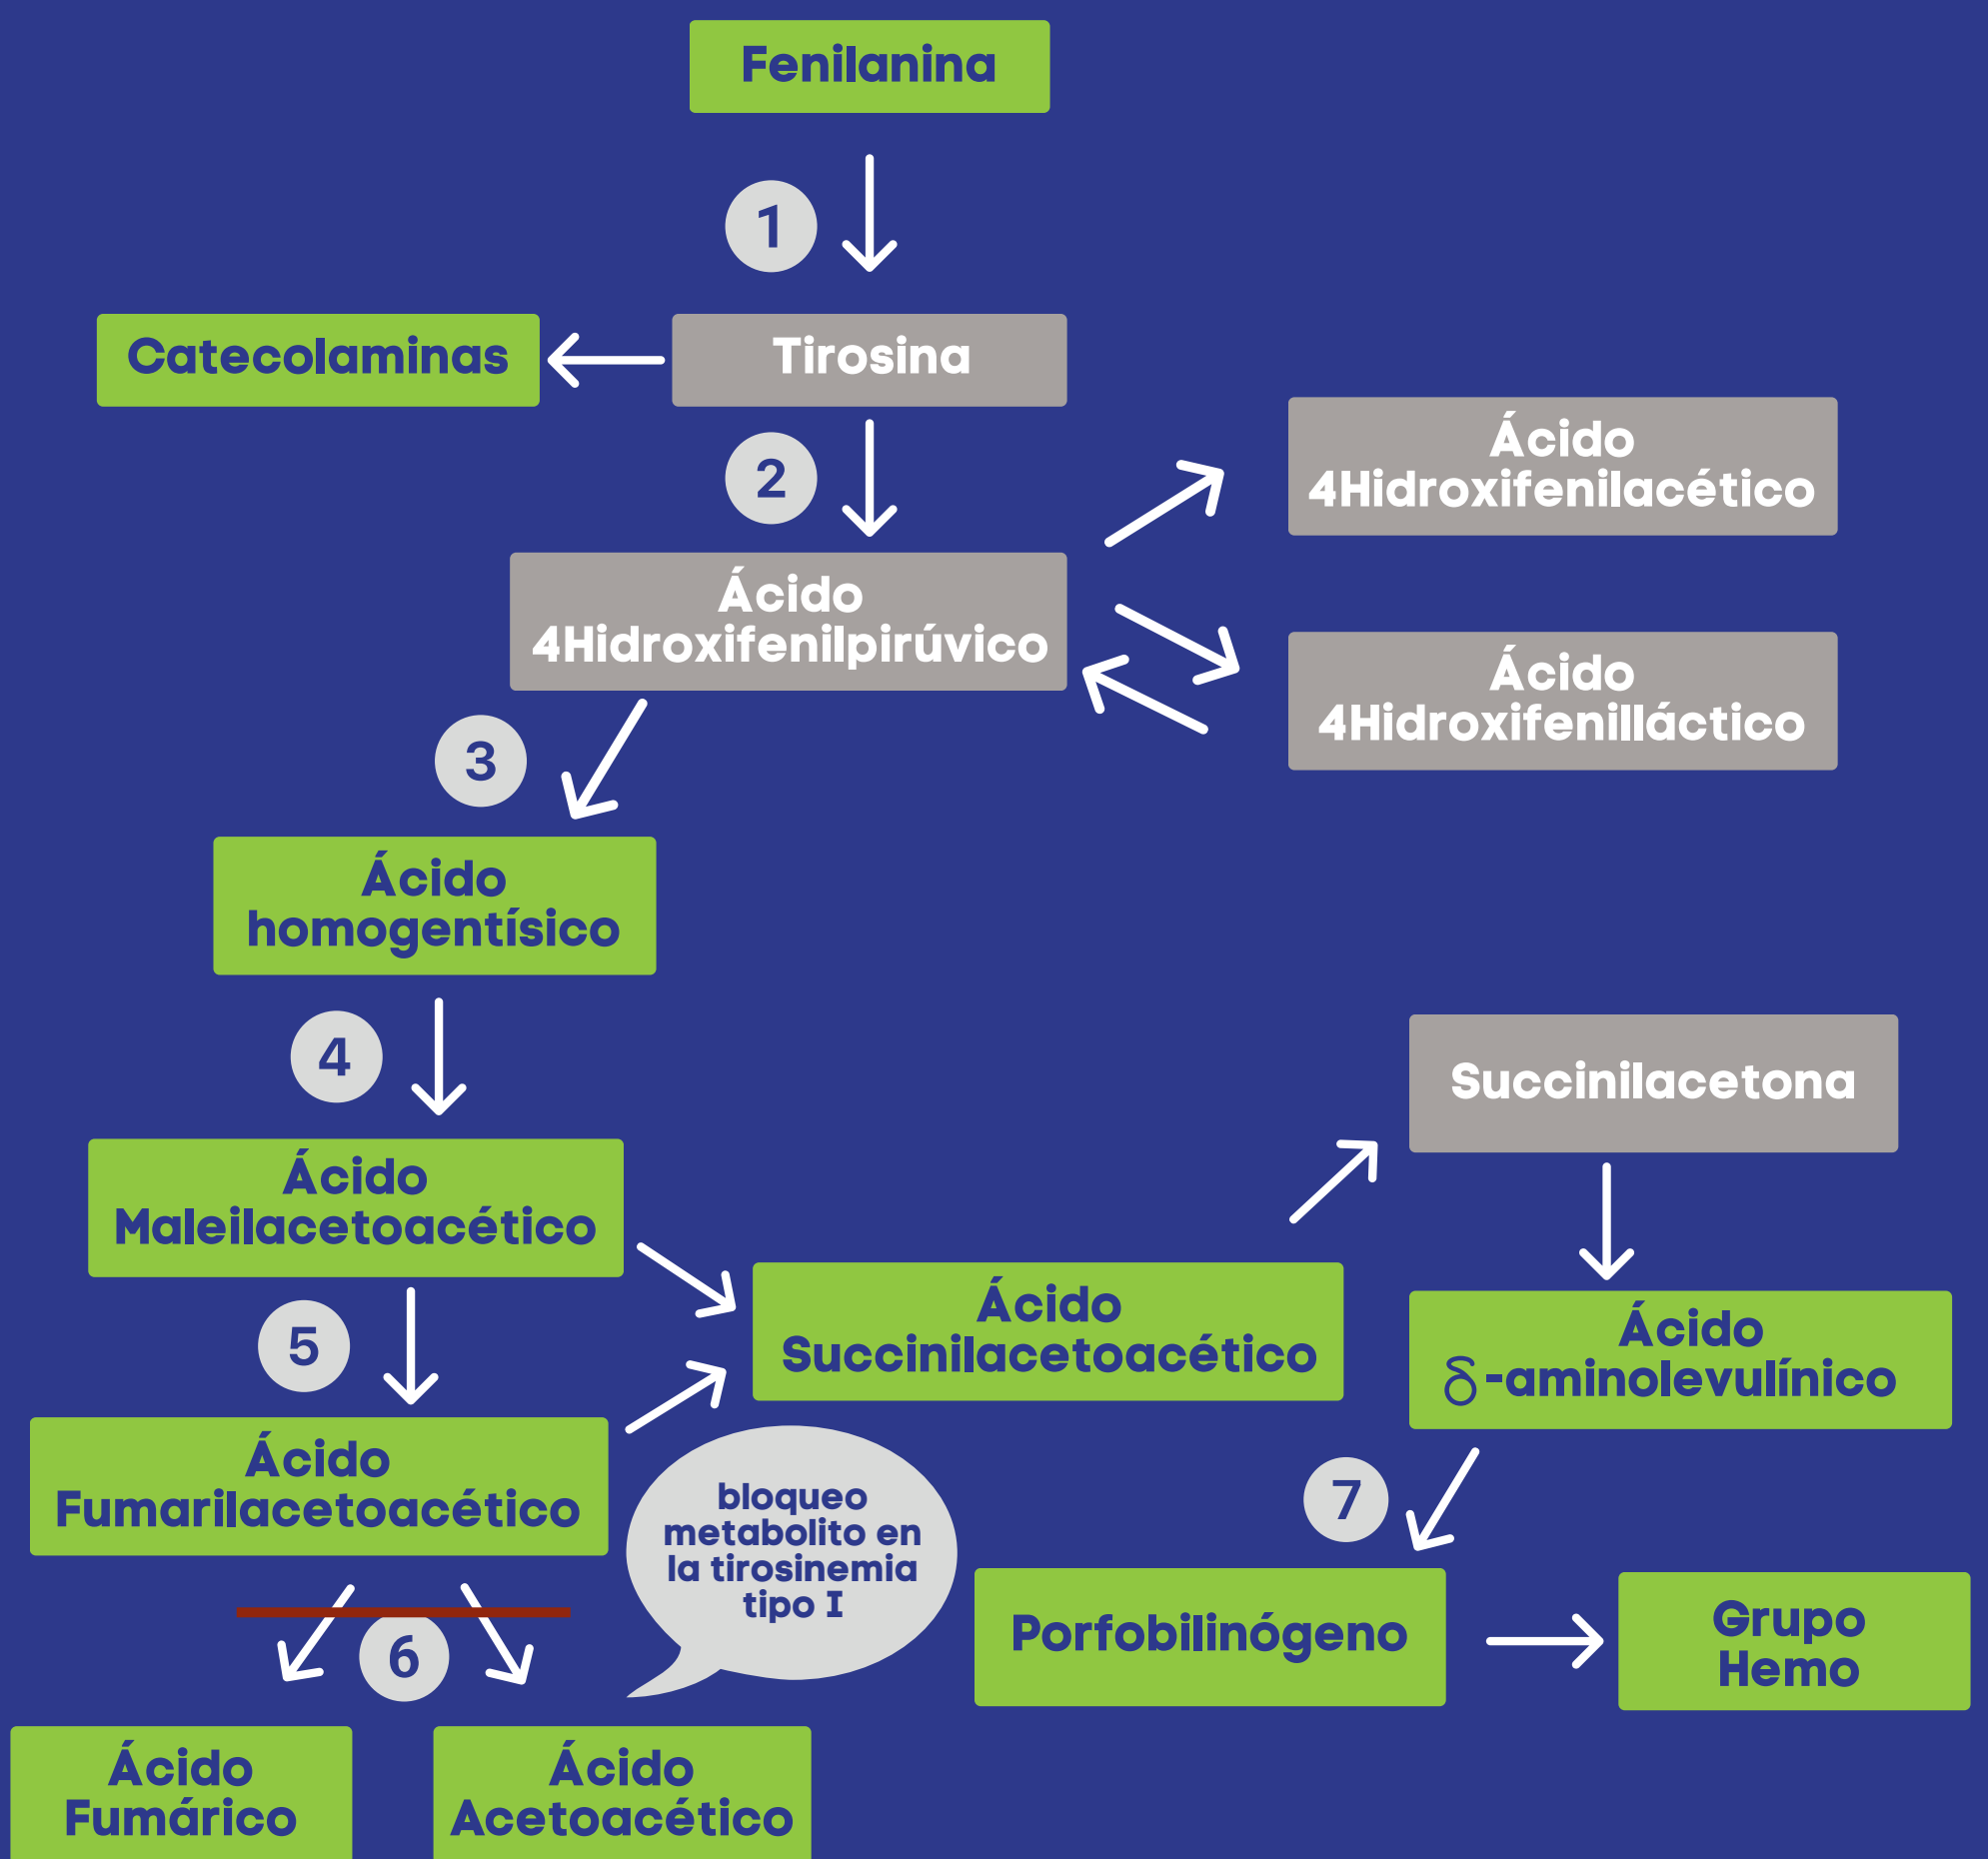 Fenilanina
1
Catecolaminas
Tirosina
2
Ácido
4Hidroxifenilacético
Ácido
4Hidroxifenilpirúvico
Ácido
4Hidroxifenilláctico
3
Ácido
homogentísico
4
Succinilacetona
Ácido
Maleilacetoacético
5
Ácido
Succinilacetoacético
Ácido
δ-aminolevulínico
Ácido
Fumarilacetoacético
bloqueo
metabolito en
la tirosinemia
tipo I
7
6
Porfobilinógeno
Grupo
Hemo
Ácido
Fumárico
Ácido
Acetoacético